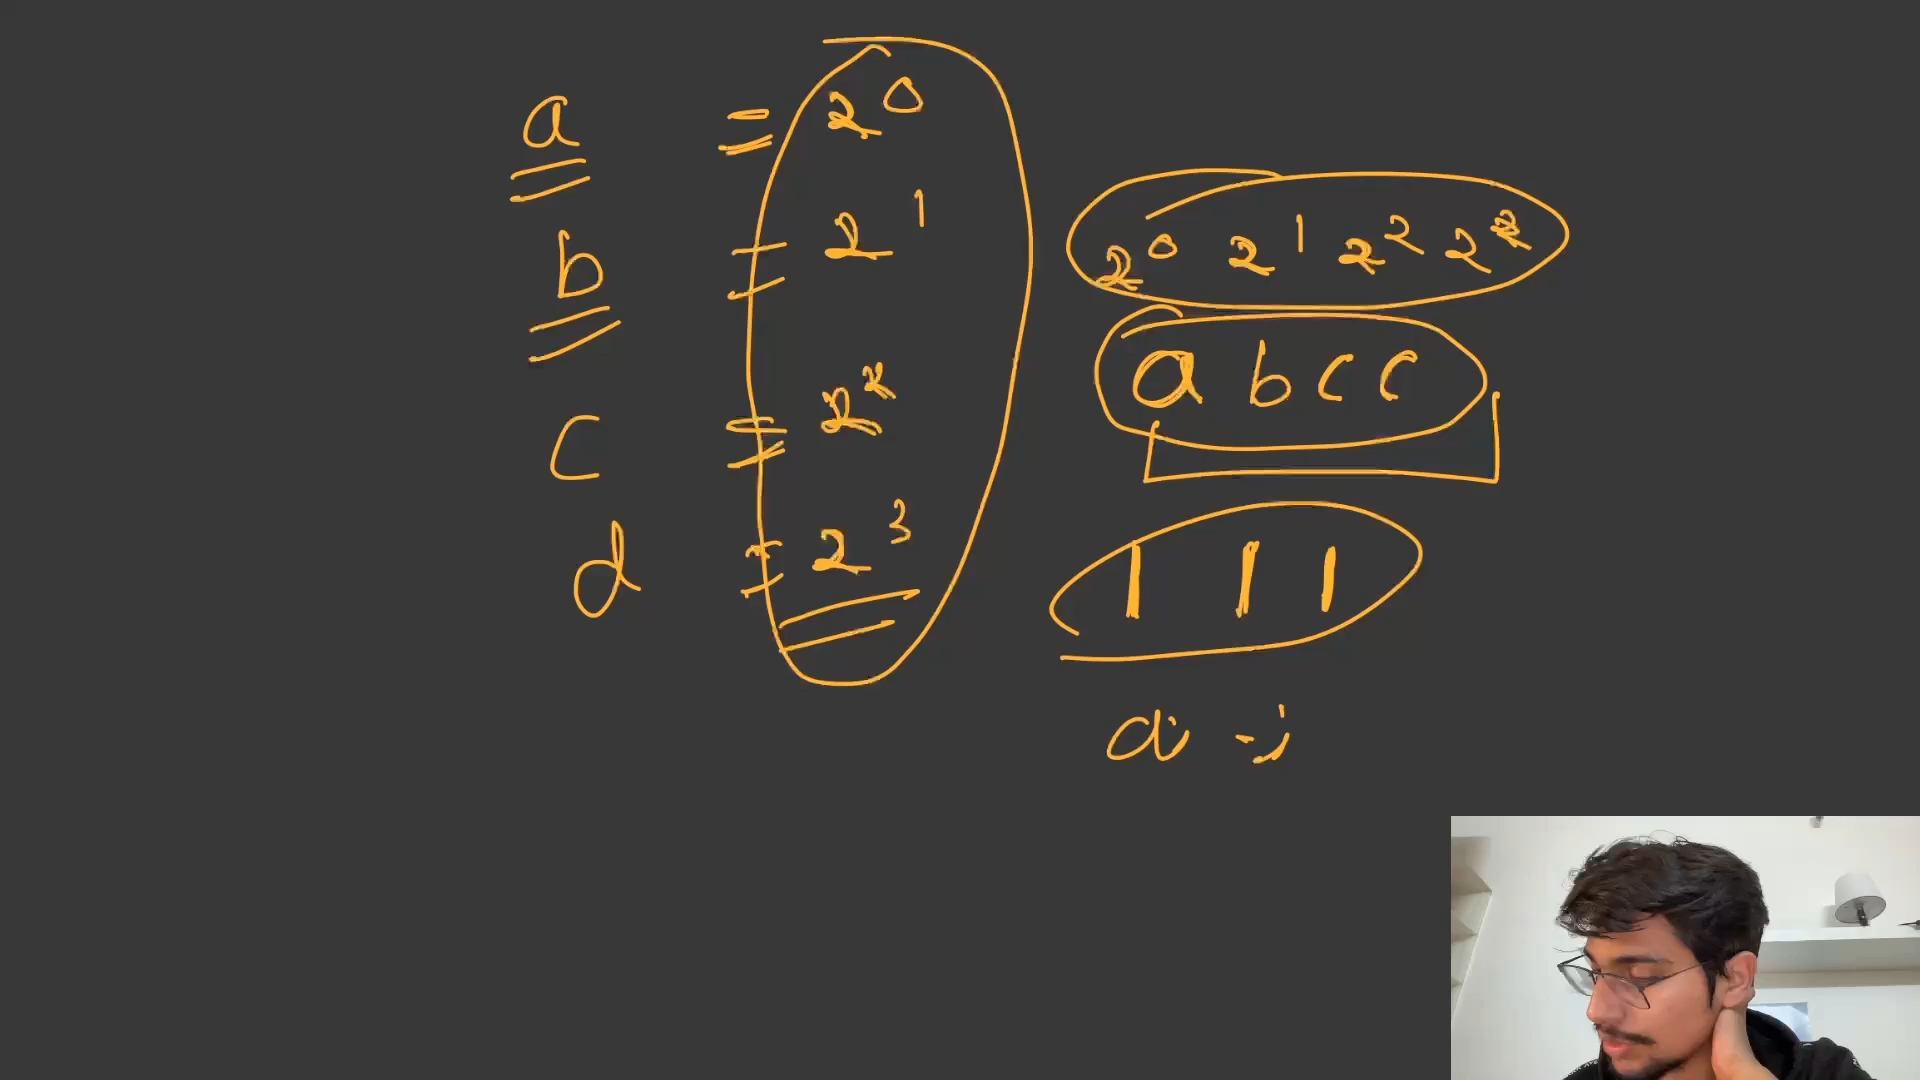 a = 2^0
b = 2^1
c = 2^2
d = 2^3
2^0 2^1 2^2 2^2
a b c c
1 1 1